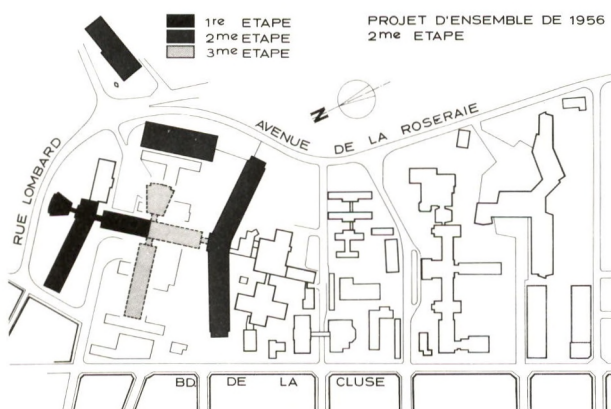 1re ETAPE
2me ETAPE
3me ETAPE
PROJET D'ENSEMBLE DE 1956
2me ETAPE
N
AVENUE DE LA ROSERAIE
RUE LOMBARD
BD. DE LA CLUSE